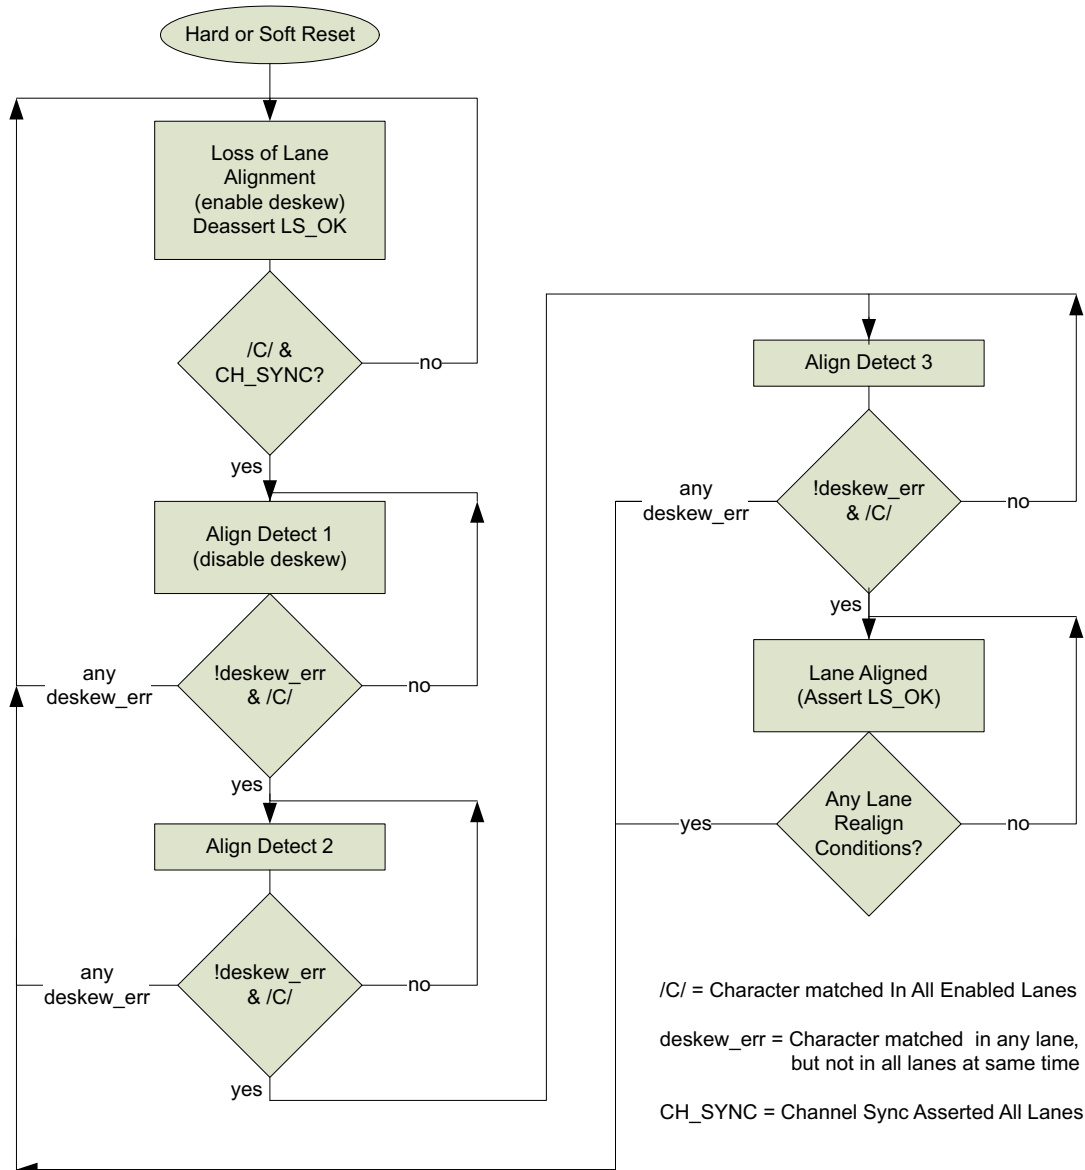 Hard or Soft Reset
Loss of Lane
Alignment
(enable deskew)
Deassert LS_OK
/C/ &
CH_SYNC?
no
yes
Align Detect 1
(disable deskew)
any
deskew_err
!deskew_err
& /C/
no
yes
Align Detect 2
any
deskew_err
!deskew_err
& /C/
no
yes
Align Detect 3
any
deskew_err
!deskew_err
& /C/
no
yes
Lane Aligned
(Assert LS_OK)
yes
Any Lane
Realign
Conditions?
no
/C/ = Character matched In All Enabled Lanes
deskew_err = Character matched in any lane,
but not in all lanes at same time
CH_SYNC = Channel Sync Asserted All Lanes